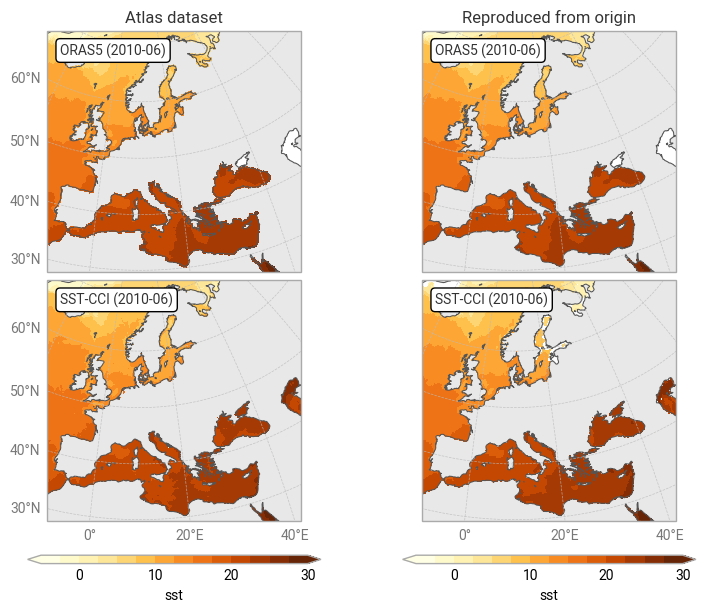 Atlas dataset
Reproduced from origin
ORAS5 (2010-06)
ORAS5 (2010-06)
60°N
50°N
40°N
30°N
SST-CCI (2010-06)
SST-CCI (2010-06)
60°N
50°N
40°N
30°N
0° 20°E 40°E
0° 20°E 40°E
0 10 20 30
0 10 20 30
sst
sst